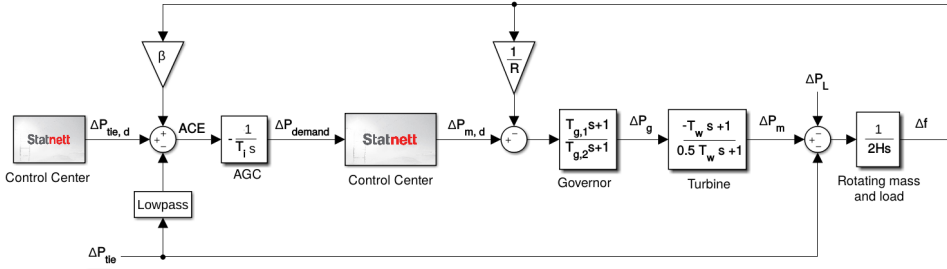 β
1
R
Statnett
ΔP_tie, d
+
+
−
ACE
-
1
T_i s
ΔP_demand
Statnett
ΔP_m, d
−
T_g,1 s+1
T_g,2 s+1
ΔP_g
-T_w s +1
0.5 T_w s +1
ΔP_m
ΔP_L
−
+
−
1
2Hs
Δf
Control Center
AGC
Control Center
Governor
Turbine
Rotating mass
and load
Lowpass
ΔP_tie